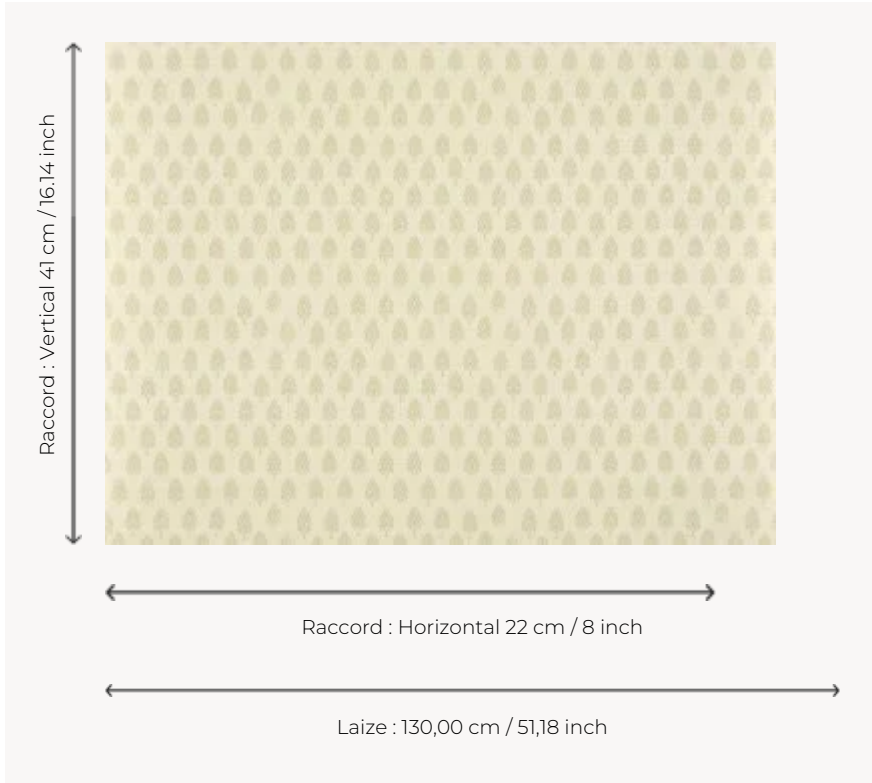 Raccord : Vertical 41 cm / 16.14 inch
Raccord : Horizontal 22 cm / 8 inch
Laize : 130,00 cm / 51,18 inch